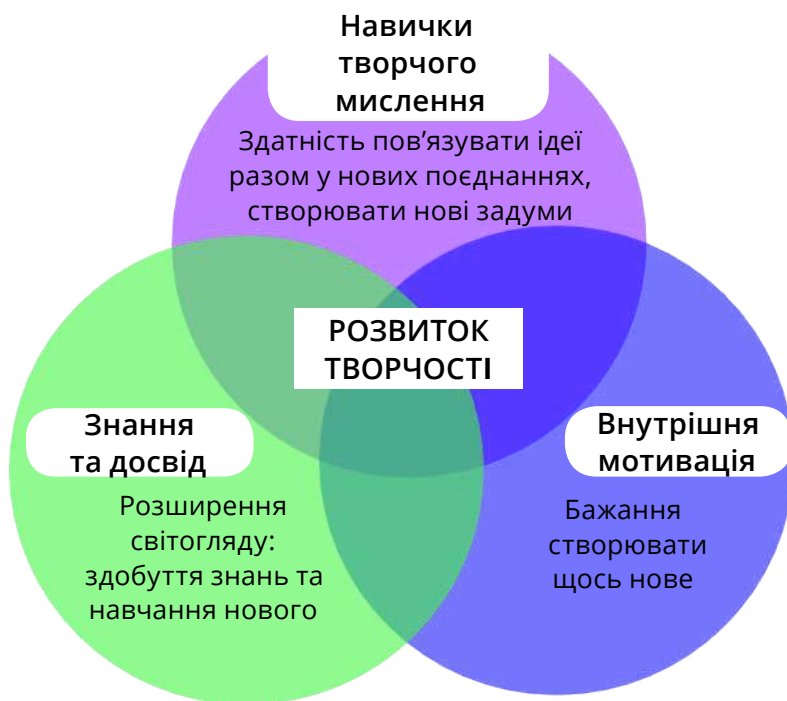 Навички
творчого
мислення
Здатність пов’язувати ідеї
разом у нових поєднаннях,
створювати нові задуми
РОЗВИТОК
ТВОРЧОСТІ
Знання
та досвід
Розширення
світогляду:
здобуття знань та
навчання нового
Внутрішня
мотивація
Бажання
створювати
щось нове